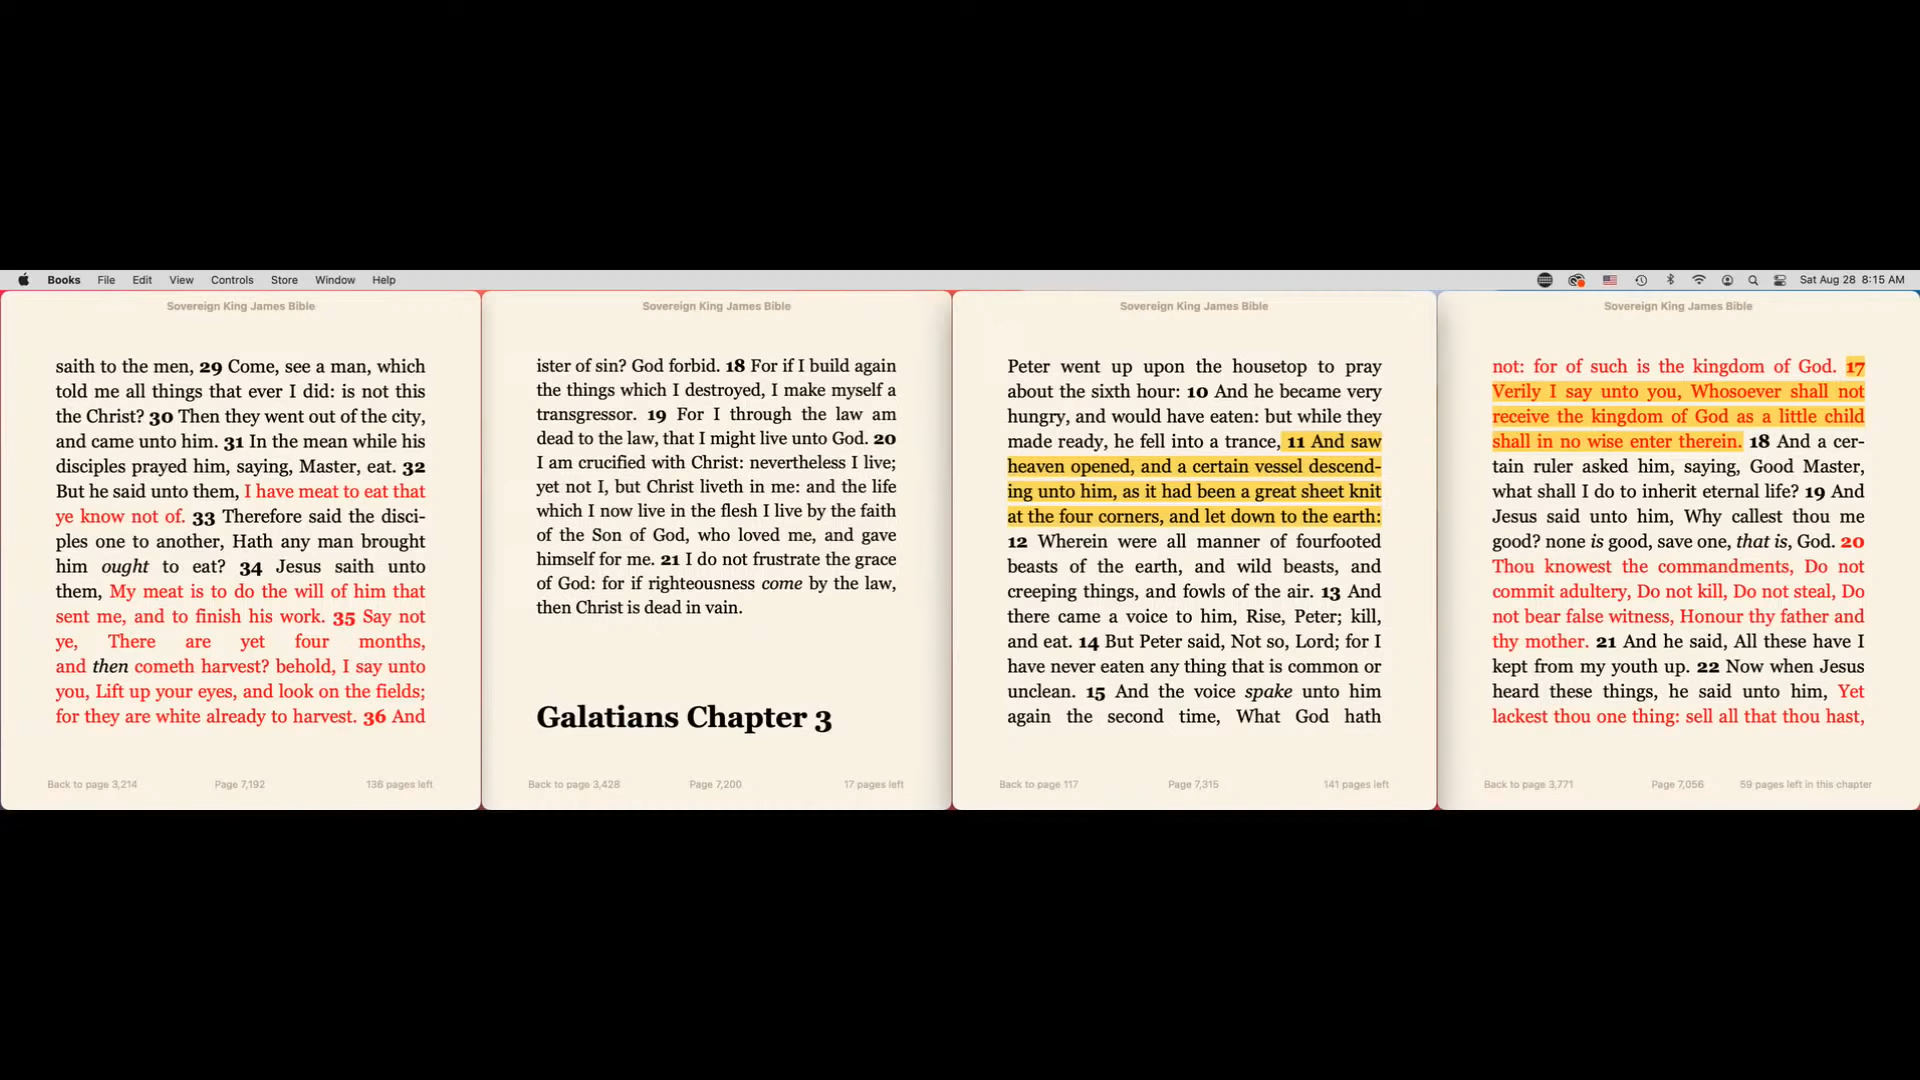 Books File Edit View Controls Store Window Help Sat Aug 28 8:15 AM
Sovereign King James Bible
saith to the men, 29 Come, see a man, which
told me all things that ever I did: is not this
the Christ? 30 Then they went out of the city,
and came unto him. 31 In the mean while his
disciples prayed him, saying, Master, eat. 32
But he said unto them, I have meat to eat that
ye know not of. 33 Therefore said the disci-
ples one to another, Hath any man brought
him ought to eat? 34 Jesus saith unto
them, My meat is to do the will of him that
sent me, and to finish his work. 35 Say not
ye, There are yet four months,
and then cometh harvest? behold, I say unto
you, Lift up your eyes, and look on the fields;
for they are white already to harvest. 36 And
Back to page 3,214 Page 7,192 136 pages left
Sovereign King James Bible
ister of sin? God forbid. 18 For if I build again
the things which I destroyed, I make myself a
transgressor. 19 For I through the law am
dead to the law, that I might live unto God. 20
I am crucified with Christ: nevertheless I live;
yet not I, but Christ liveth in me: and the life
which I now live in the flesh I live by the faith
of the Son of God, who loved me, and gave
himself for me. 21 I do not frustrate the grace
of God: for if righteousness come by the law,
then Christ is dead in vain.
Galatians Chapter 3
Back to page 3,428 Page 7,200 17 pages left
Sovereign King James Bible
Peter went up upon the housetop to pray
about the sixth hour: 10 And he became very
hungry, and would have eaten: but while they
made ready, he fell into a trance, 11 And saw
heaven opened, and a certain vessel descend-
ing unto him, as it had been a great sheet knit
at the four corners, and let down to the earth:
12 Wherein were all manner of fourfooted
beasts of the earth, and wild beasts, and
creeping things, and fowls of the air. 13 And
there came a voice to him, Rise, Peter; kill,
and eat. 14 But Peter said, Not so, Lord; for I
have never eaten any thing that is common or
unclean. 15 And the voice spake unto him
again the second time, What God hath
Back to page 117 Page 7,315 141 pages left
Sovereign King James Bible
not: for of such is the kingdom of God. 17
Verily I say unto you, Whosoever shall not
receive the kingdom of God as a little child
shall in no wise enter therein. 18 And a cer-
tain ruler asked him, saying, Good Master,
what shall I do to inherit eternal life? 19 And
Jesus said unto him, Why callest thou me
good? none is good, save one, that is, God. 20
Thou knowest the commandments, Do not
commit adultery, Do not kill, Do not steal, Do
not bear false witness, Honour thy father and
thy mother. 21 And he said, All these have I
kept from my youth up. 22 Now when Jesus
heard these things, he said unto him, Yet
lackest thou one thing: sell all that thou hast,
Back to page 3,771 Page 7,056 59 pages left in this chapter